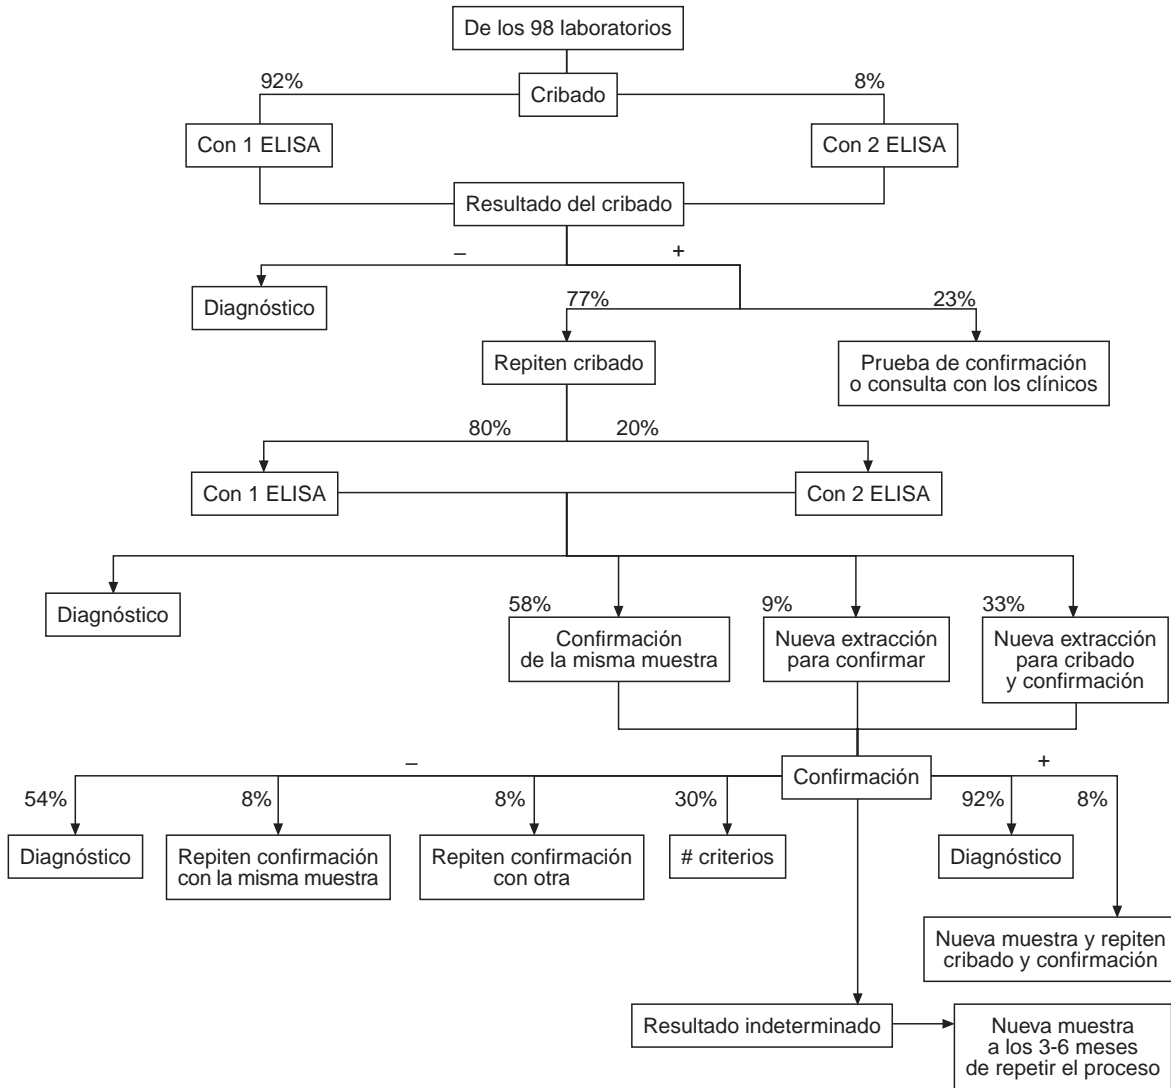 De los 98 laboratorios
92%
8%
Cribado
Con 1 ELISA
Con 2 ELISA
Resultado del cribado
–
+
Diagnóstico
77%
23%
Repiten cribado
Prueba de confirmación
o consulta con los clínicos
80%
20%
Con 1 ELISA
Con 2 ELISA
Diagnóstico
58%
9%
33%
Confirmación
de la misma muestra
Nueva extracción
para confirmar
Nueva extracción
para cribado
y confirmación
–
Confirmación
+
54%
8%
8%
30%
92%
8%
Diagnóstico
Repiten confirmación
con la misma muestra
Repiten confirmación
con otra
# criterios
Diagnóstico
Nueva muestra y repiten
cribado y confirmación
Resultado indeterminado
Nueva muestra
a los 3-6 meses
de repetir el proceso